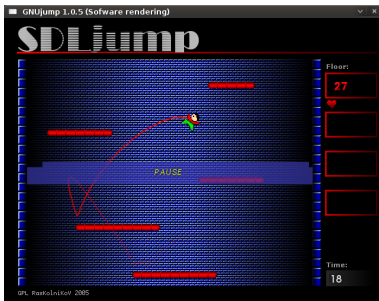 GNUjump 1.0.5 (Sofware rendering)
SDLjump
Floor:
27
PAUSE
Time:
18
GPL RasKolniKoV 2005